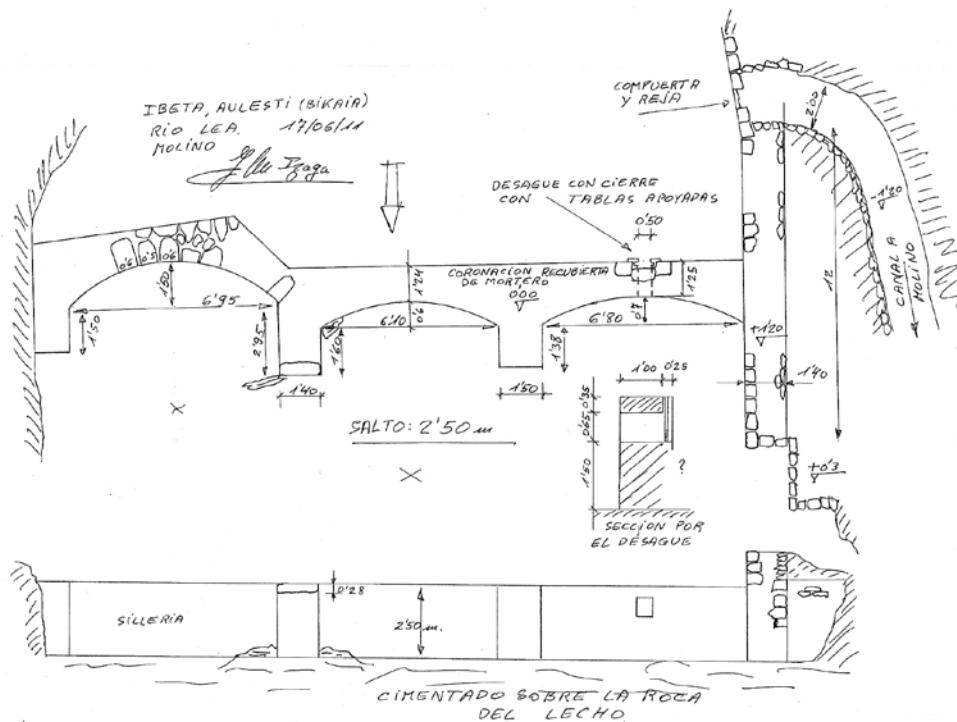 IBETA, AULESTI (BIKAIA)
RIO LEA. 17/06/11
MOLINO
Izaga
COMPUERTA
Y REJA
2'00
DESAGUE CON CIERRE
CON TABLAS APOYADAS
0'50
-1'20
CANAL A
MOLINO
12
0'6 0'5 0'6
1'50
6'95
1'50
2'95
1'40
CORONACION RECUBIERTA
DE MORTERO
000
1'24
0'6
6'10
1'60
1'50
1'25
0'7
6'80
1'38
+1'20
1'40
+0'3
SALTO: 2'50 m
1'00 0'25
0'35
0'65
1'50
?
SECCION POR
EL DESAGUE
SILLERIA
0'28
2'50 m.
CIMENTADO SOBRE LA ROCA
DEL LECHO